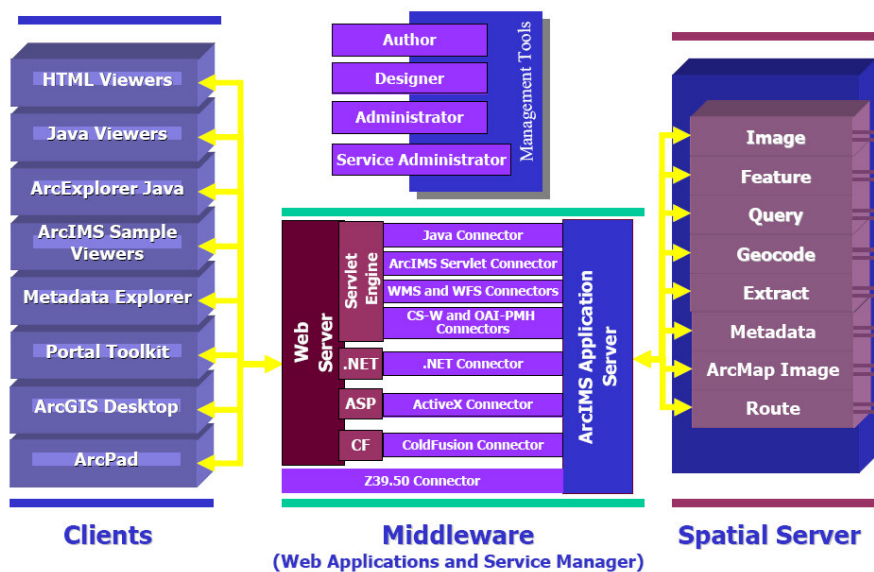 HTML Viewers
Java Viewers
ArcExplorer Java
ArcIMS Sample
Viewers
Metadata Explorer
Portal Toolkit
ArcGIS Desktop
ArcPad
Clients
Author
Designer
Administrator
Service Administrator
Management Tools
Web
Server
Servlet
Engine
.NET
ASP
CF
Java Connector
ArcIMS Servlet Connector
WMS and WFS Connectors
CS-W and OAI-PMH
Connectors
.NET Connector
ActiveX Connector
ColdFusion Connector
Z39.50 Connector
ArcIMS Application
Server
Middleware
(Web Applications and Service Manager)
Image
Feature
Query
Geocode
Extract
Metadata
ArcMap Image
Route
Spatial Server